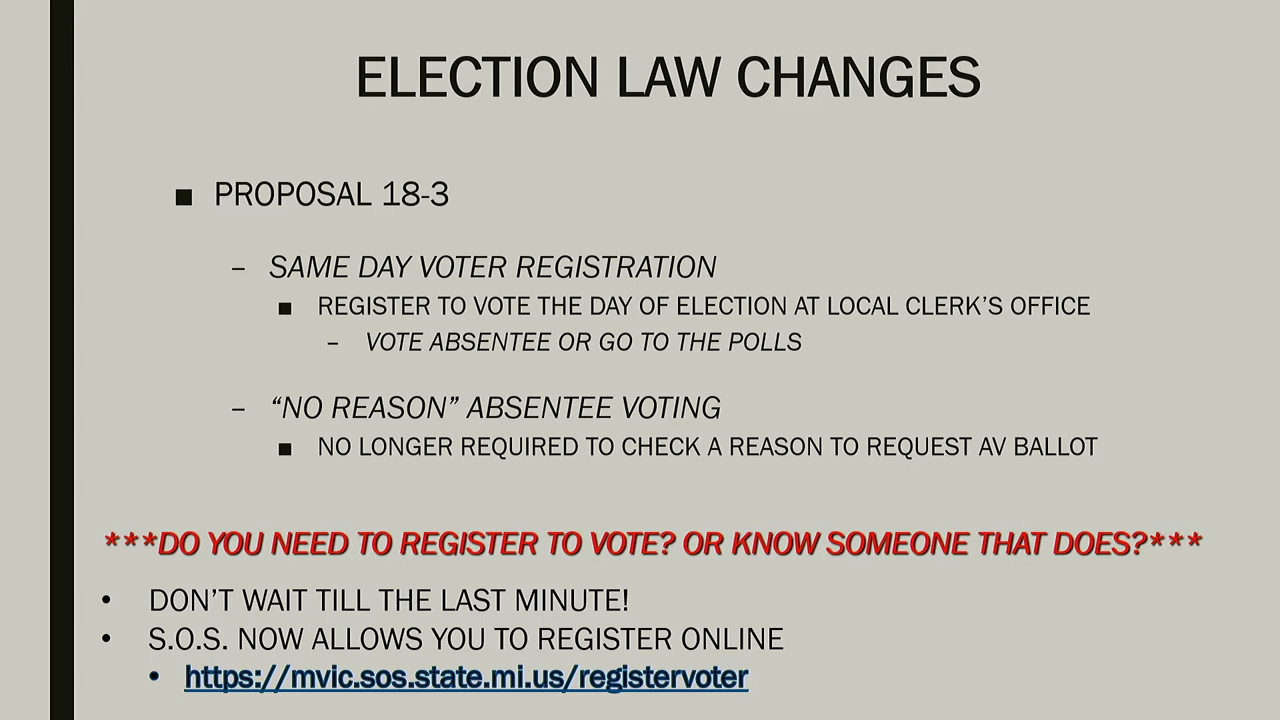 ELECTION LAW CHANGES
■ PROPOSAL 18-3
– SAME DAY VOTER REGISTRATION
■ REGISTER TO VOTE THE DAY OF ELECTION AT LOCAL CLERK’S OFFICE
– VOTE ABSENTEE OR GO TO THE POLLS
– “NO REASON” ABSENTEE VOTING
■ NO LONGER REQUIRED TO CHECK A REASON TO REQUEST AV BALLOT
***DO YOU NEED TO REGISTER TO VOTE? OR KNOW SOMEONE THAT DOES?***
• DON’T WAIT TILL THE LAST MINUTE!
• S.O.S. NOW ALLOWS YOU TO REGISTER ONLINE
• https://mvic.sos.state.mi.us/registervoter